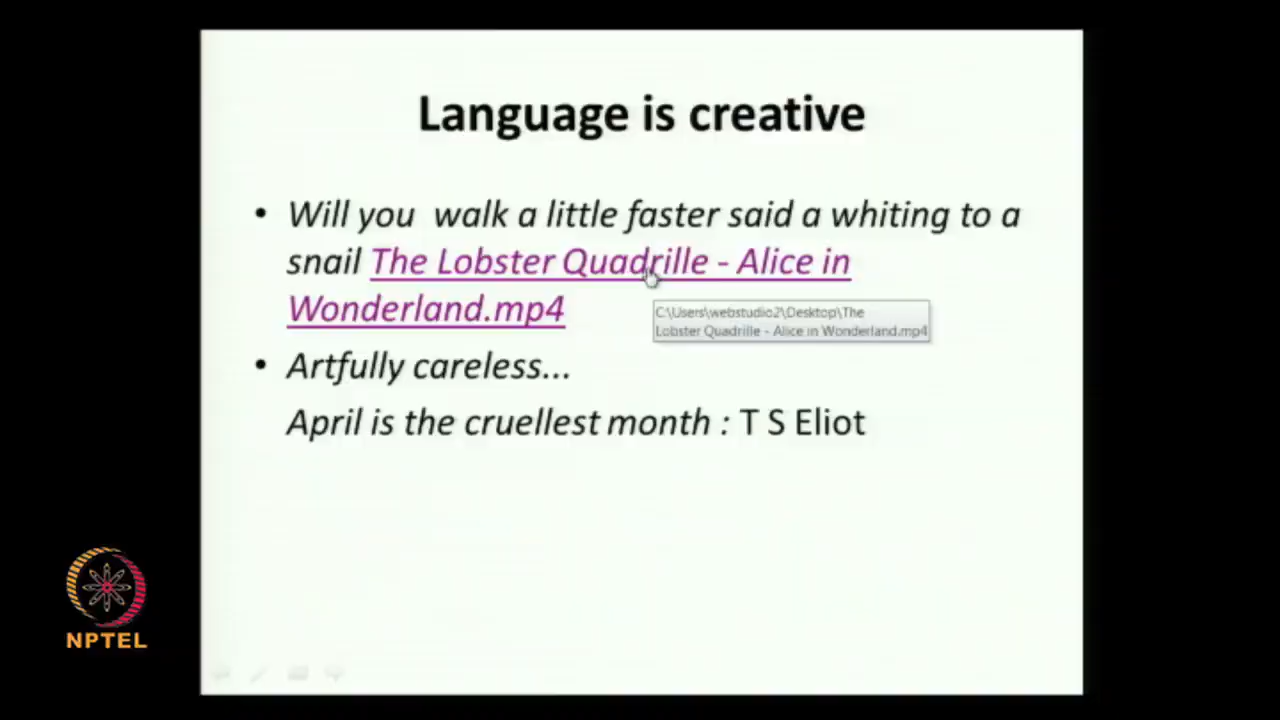 Language is creative
• Will you walk a little faster said a whiting to a
snail The Lobster Quadrille - Alice in
Wonderland.mp4
C:\Users\webstudio2\Desktop\The
Lobster Quadrille - Alice in Wonderland.mp4
• Artfully careless...
April is the cruellest month : T S Eliot
NPTEL